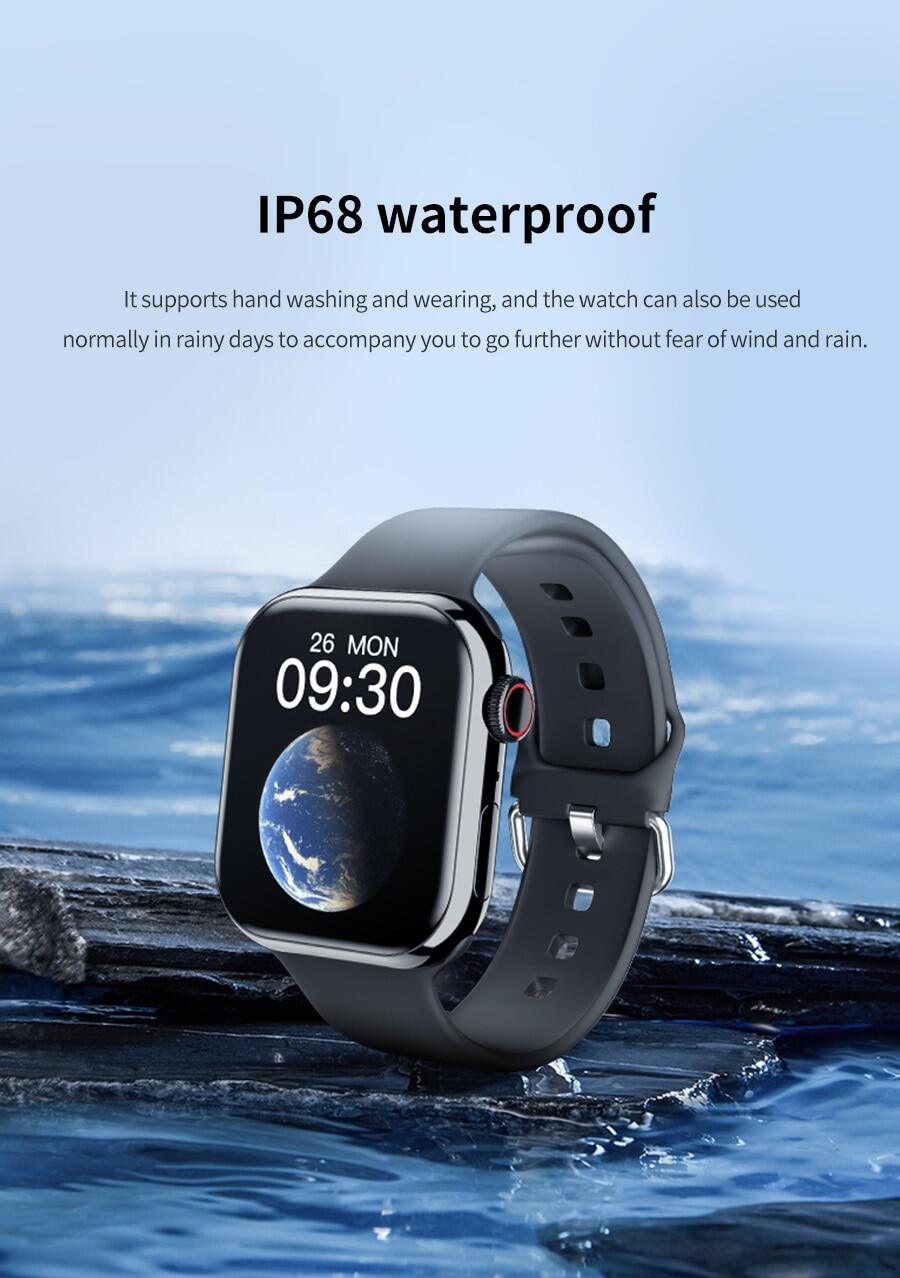 IP68 waterproof
It supports hand washing and wearing, and the watch can also be used
normally in rainy days to accompany you to go further without fear of wind and rain.
26 MON
09:30